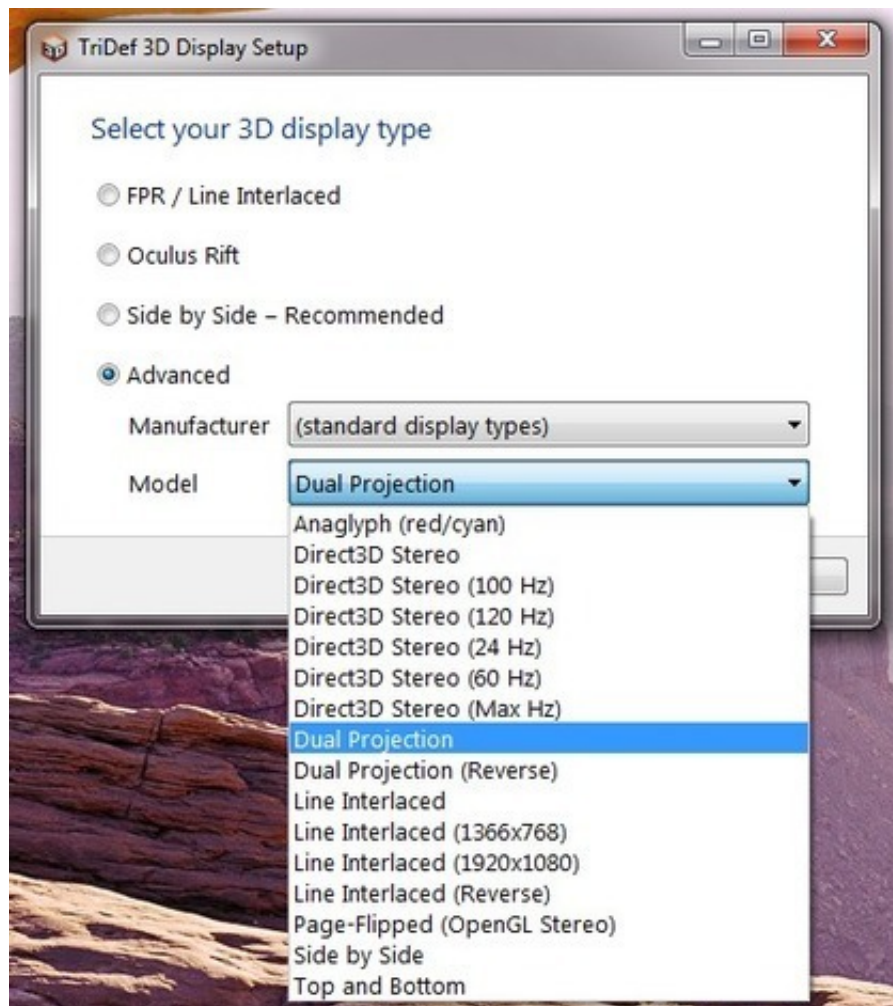 TriDef 3D Display Setup
Select your 3D display type
FPR / Line Interlaced
Oculus Rift
Side by Side – Recommended
Advanced
Manufacturer (standard display types)
Model Dual Projection
Anaglyph (red/cyan)
Direct3D Stereo
Direct3D Stereo (100 Hz)
Direct3D Stereo (120 Hz)
Direct3D Stereo (24 Hz)
Direct3D Stereo (60 Hz)
Direct3D Stereo (Max Hz)
Dual Projection
Dual Projection (Reverse)
Line Interlaced
Line Interlaced (1366x768)
Line Interlaced (1920x1080)
Line Interlaced (Reverse)
Page-Flipped (OpenGL Stereo)
Side by Side
Top and Bottom